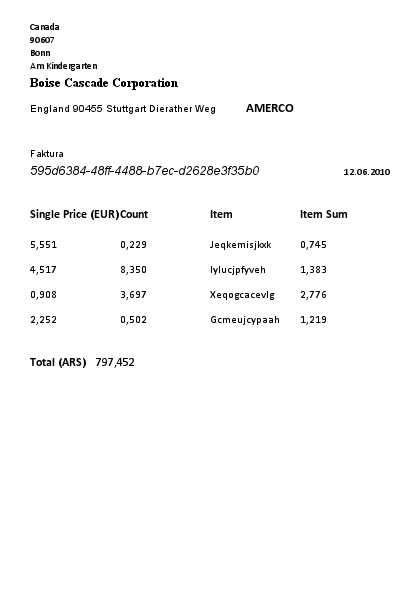 Canada
90607
Bonn
Am Kindergarten
Boise Cascade Corporation
England 90455 Stuttgart Dierather Weg AMERCO
Faktura
595d6384-48ff-4488-b7ec-d2628e3f35b0 12.06.2010
Single Price (EUR) Count Item Item Sum
5,551 0,229 Jeqkemisjkxk 0,745
4,517 8,350 Iylucjpfyveh 1,383
0,908 3,697 Xeqogcacevlg 2,776
2,252 0,502 Gcmeujcypaah 1,219
Total (ARS) 797,452